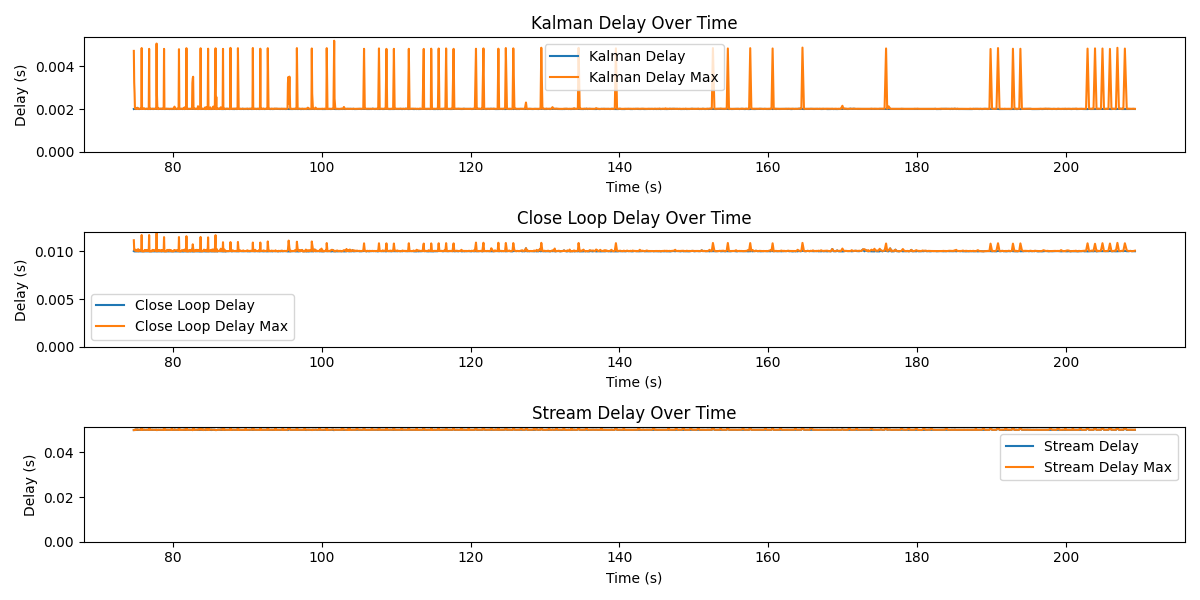 Kalman Delay Over Time
Delay (s)
0.004
0.002
0.000
Kalman Delay
Kalman Delay Max
80 100 120 140 160 180 200
Time (s)
Close Loop Delay Over Time
Delay (s)
0.010
0.005
0.000
Close Loop Delay
Close Loop Delay Max
80 100 120 140 160 180 200
Time (s)
Stream Delay Over Time
Delay (s)
0.04
0.02
0.00
Stream Delay
Stream Delay Max
80 100 120 140 160 180 200
Time (s)